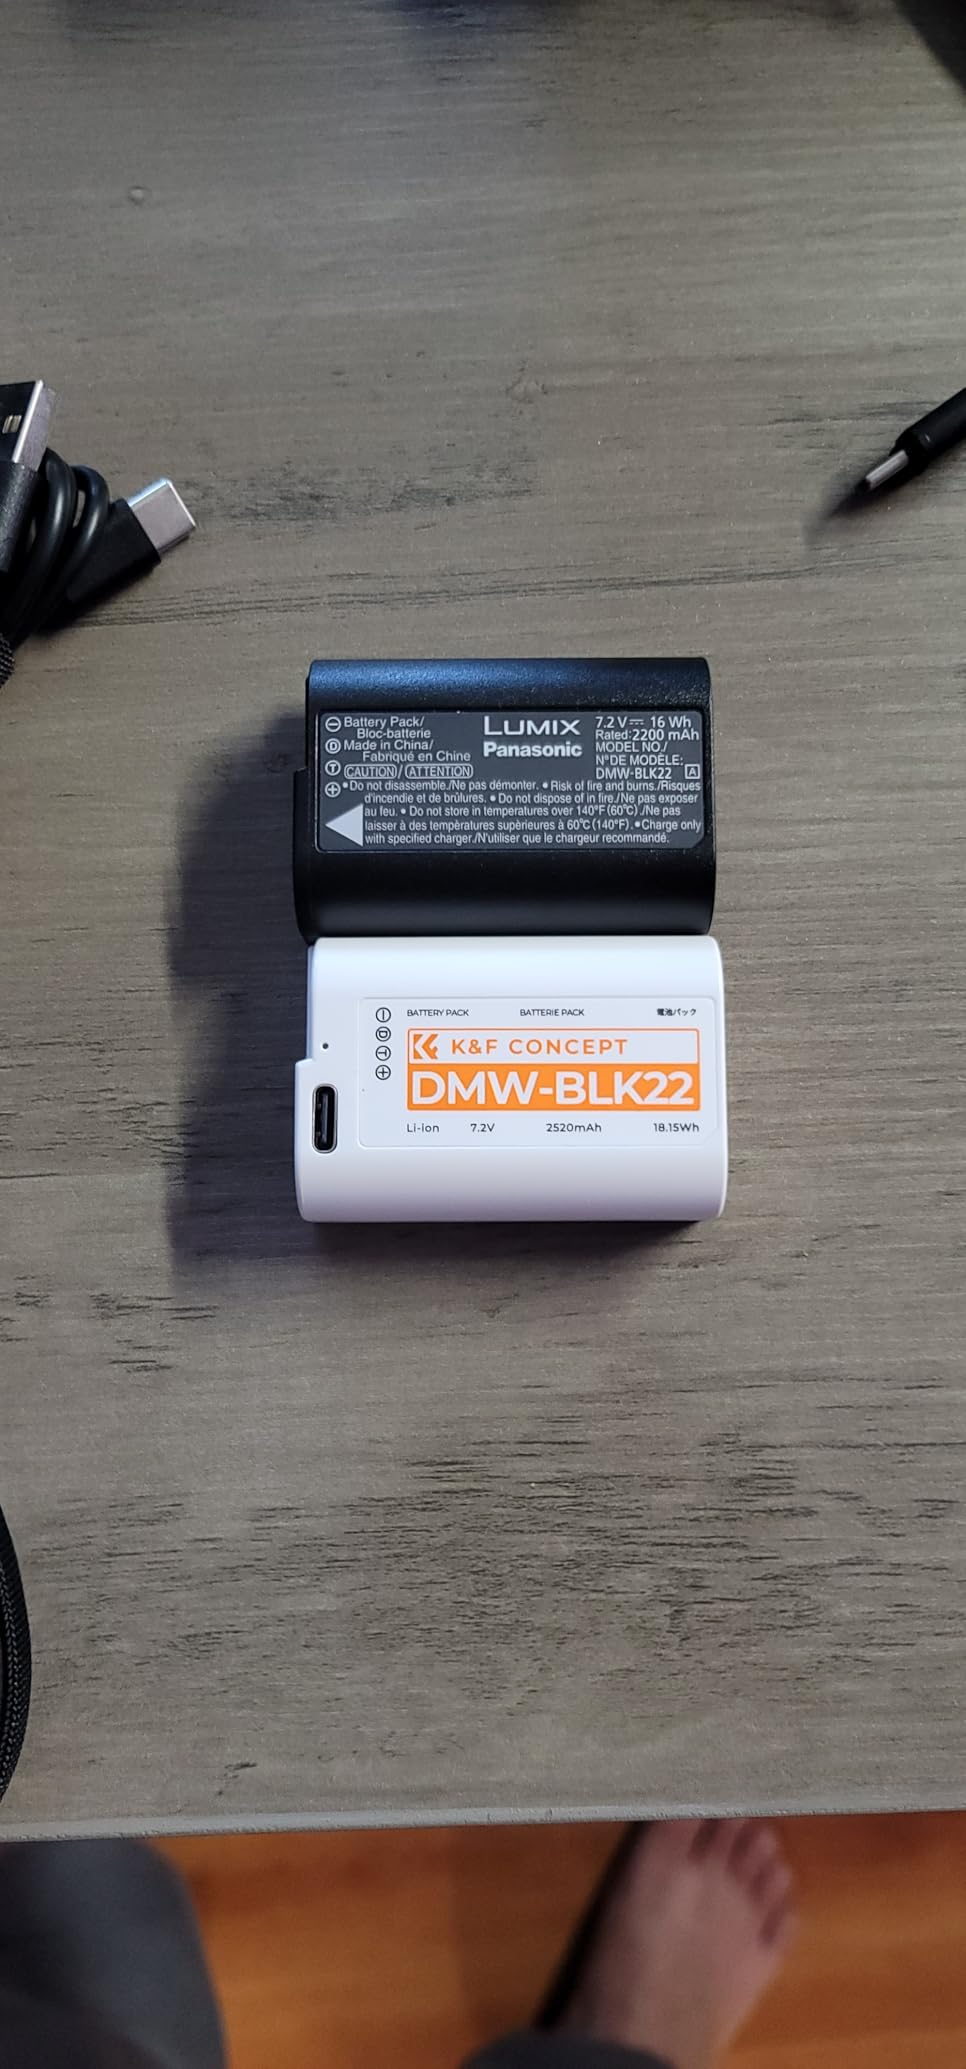 ⊖ Battery Pack/
Bloc-batterie
Ⓓ Made in China/
Fabriqué en Chine
Ⓣ CAUTION / ATTENTION
LUMIX
Panasonic
7.2 V⎓ 16 Wh
Rated:2200 mAh
MODEL NO./
N°DE MODÈLE:
DMW-BLK22 A
⊕ •Do not disassemble./Ne pas démonter. • Risk of fire and burns./Risques
d'incendie et de brûlures. • Do not dispose of in fire./Ne pas exposer
au feu. • Do not store in temperatures over 140°F (60°C)./Ne pas
laisser à des températures supérieures à 60°C (140°F). •Charge only
with specified charger./N'utiliser que le chargeur recommandé.
⊖ BATTERY PACK BATTERIE PACK 電池パック
Ⓓ K&F CONCEPT
Ⓣ
⊕ DMW-BLK22
Li-ion 7.2V 2520mAh 18.15Wh